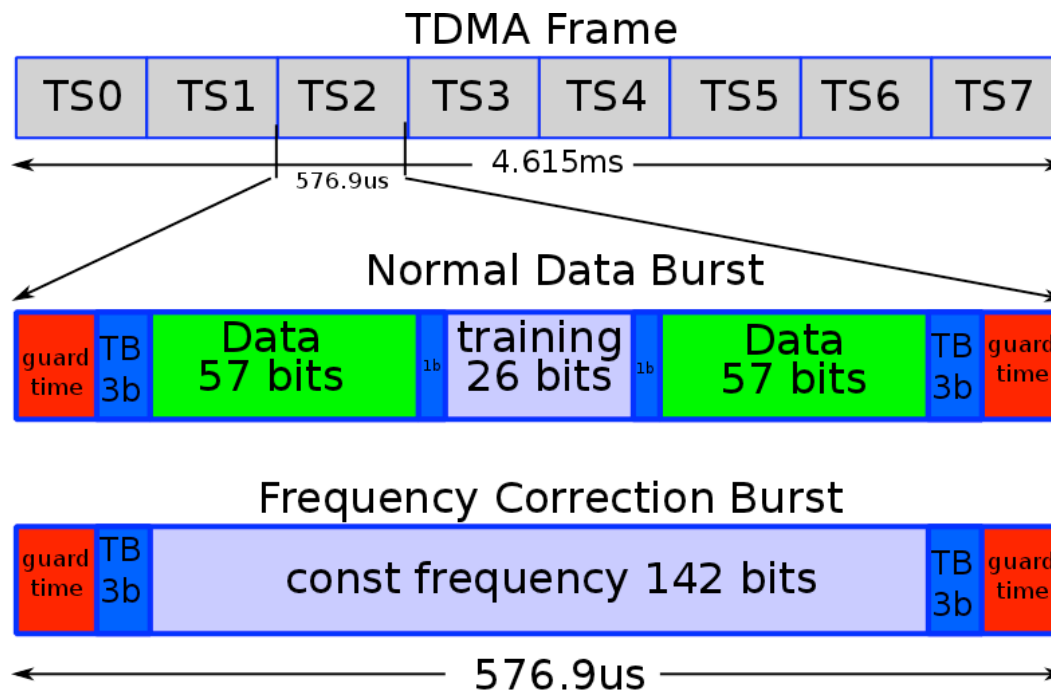 TDMA Frame
TS0 TS1 TS2 TS3 TS4 TS5 TS6 TS7
4.615ms
576.9us
Normal Data Burst
guard time TB 3b Data 57 bits 1b training 26 bits 1b Data 57 bits TB 3b guard time
Frequency Correction Burst
guard time TB 3b const frequency 142 bits TB 3b guard time
576.9us